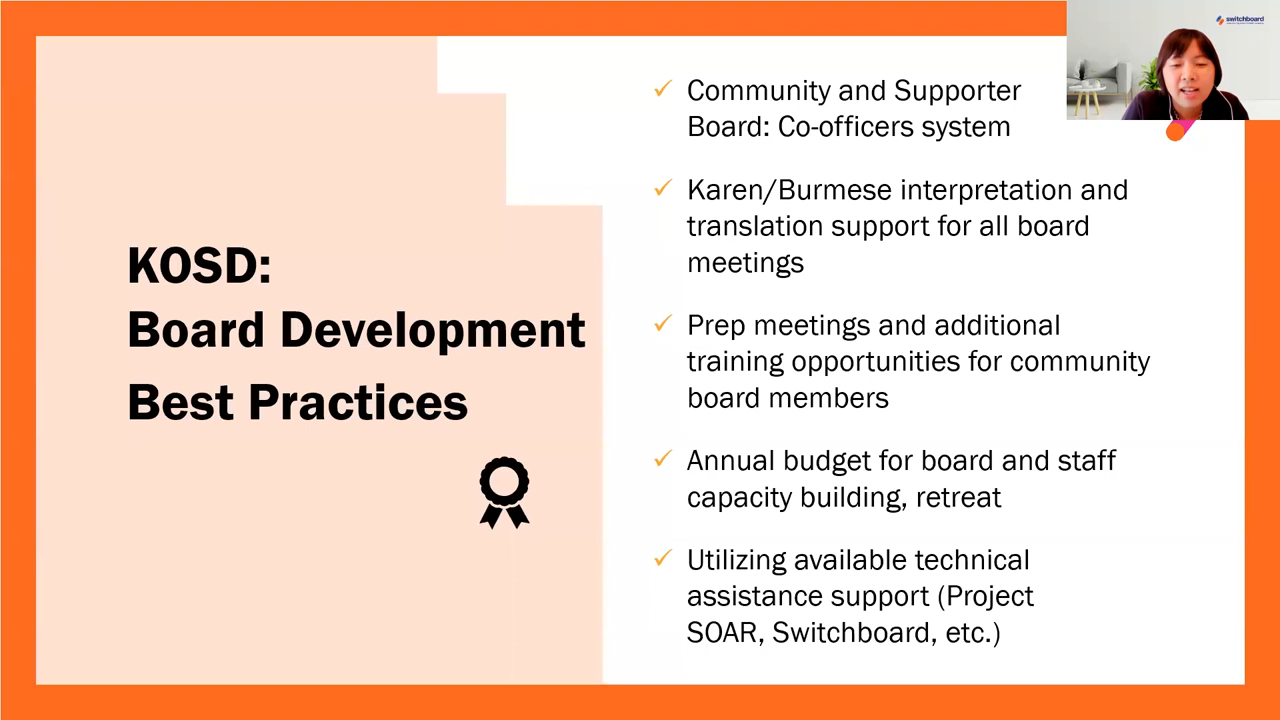 switchboard
KOSD:
Board Development
Best Practices
Community and Supporter
Board: Co-officers system
Karen/Burmese interpretation and
translation support for all board
meetings
Prep meetings and additional
training opportunities for community
board members
Annual budget for board and staff
capacity building, retreat
Utilizing available technical
assistance support (Project
SOAR, Switchboard, etc.)